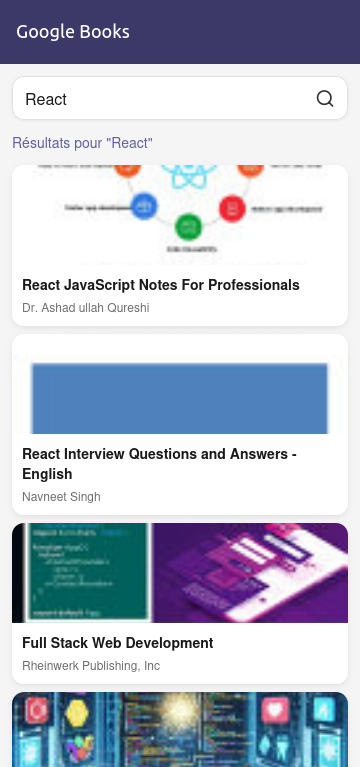 Google Books
React
Résultats pour "React"
React JavaScript Notes For Professionals
Dr. Ashad ullah Qureshi
React Interview Questions and Answers -
English
Navneet Singh
Full Stack Web Development
Rheinwerk Publishing, Inc